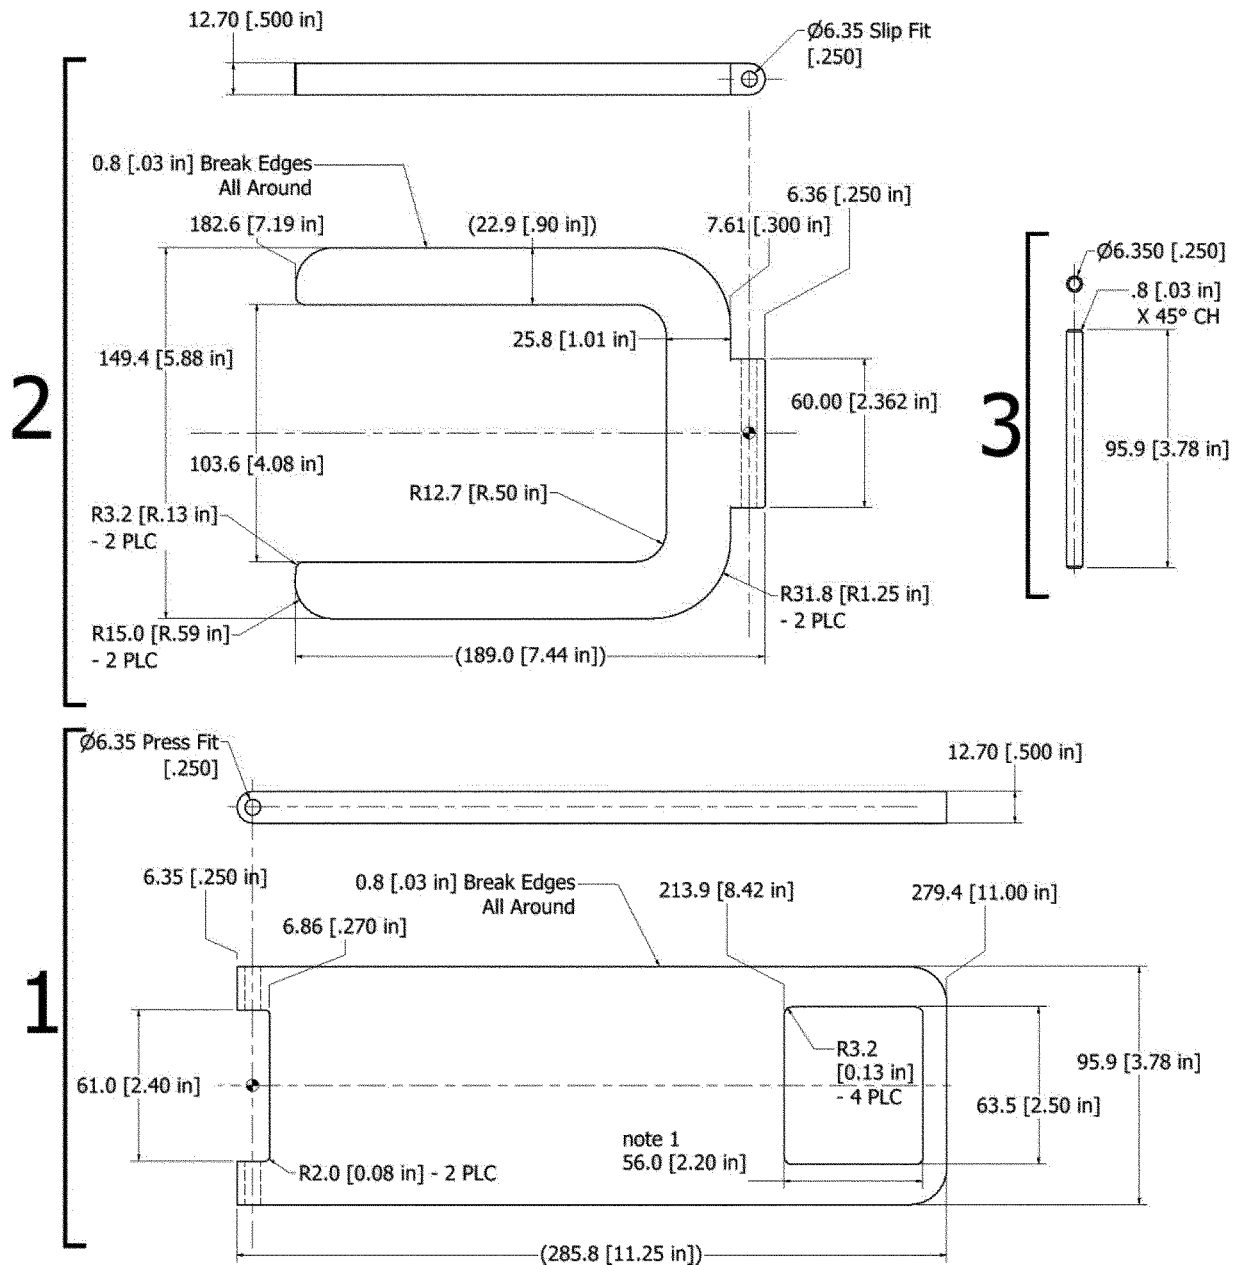 12.70 [.500 in]
Ø6.35 Slip Fit
[.250]
2
0.8 [.03 in] Break Edges
All Around
182.6 [7.19 in]
(22.9 [.90 in])
6.36 [.250 in]
7.61 [.300 in]
149.4 [5.88 in]
25.8 [1.01 in]
60.00 [2.362 in]
103.6 [4.08 in]
R12.7 [R.50 in]
R3.2 [R.13 in]
- 2 PLC
R15.0 [R.59 in]
- 2 PLC
R31.8 [R1.25 in]
- 2 PLC
(189.0 [7.44 in])
3
Ø6.350 [.250]
.8 [.03 in]
X 45° CH
95.9 [3.78 in]
1
Ø6.35 Press Fit
[.250]
12.70 [.500 in]
6.35 [.250 in]
6.86 [.270 in]
0.8 [.03 in] Break Edges
All Around
213.9 [8.42 in]
279.4 [11.00 in]
61.0 [2.40 in]
R3.2
[0.13 in]
- 4 PLC
95.9 [3.78 in]
63.5 [2.50 in]
note 1
56.0 [2.20 in]
R2.0 [0.08 in] - 2 PLC
(285.8 [11.25 in])